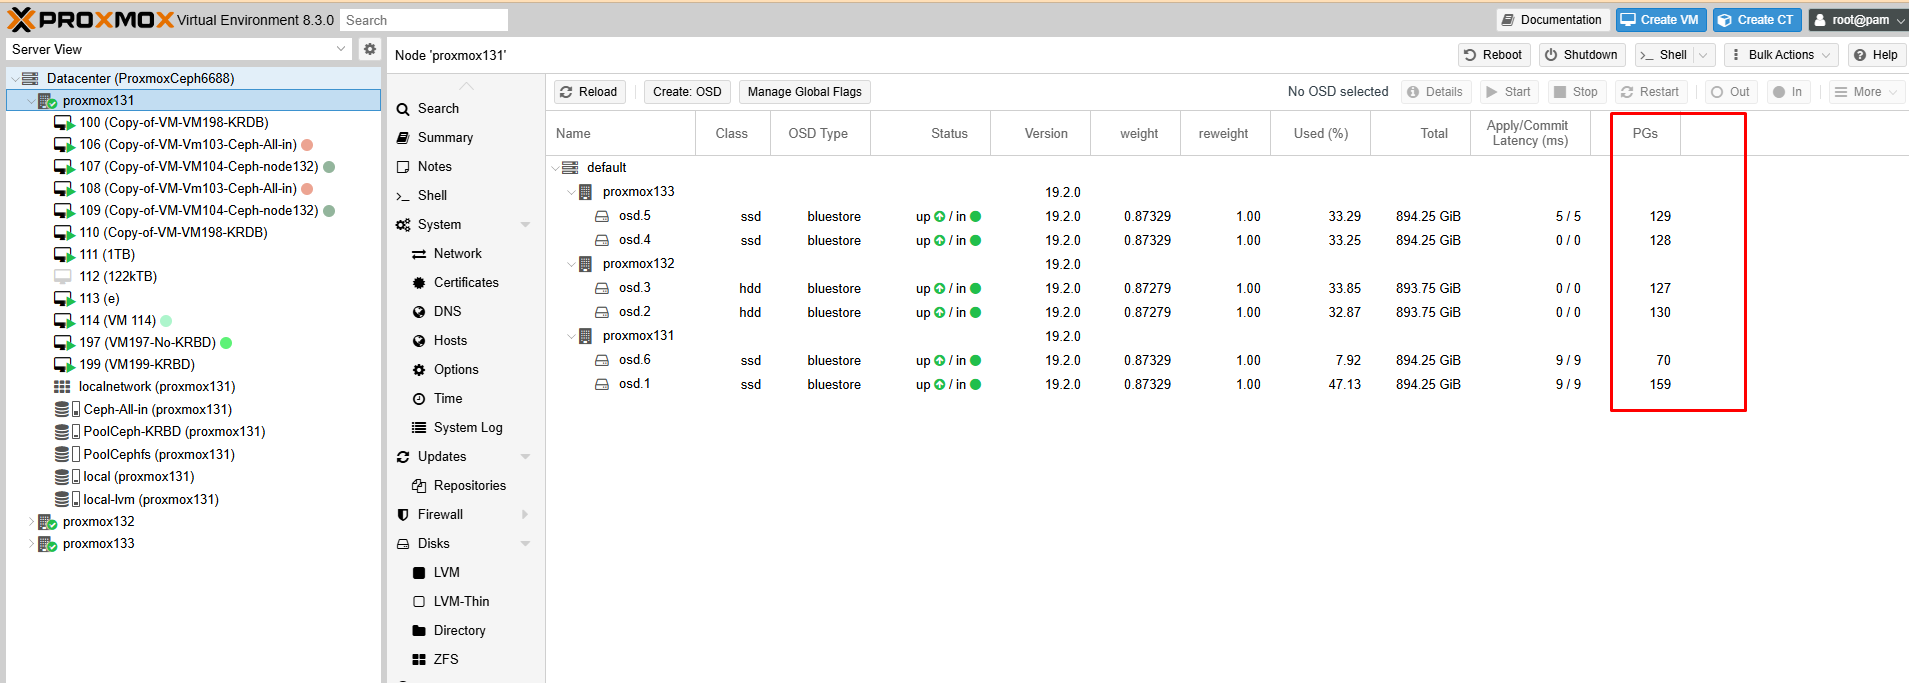 PROXMOX Virtual Environment 8.3.0 Search Documentation Create VM Create CT root@pam
Server View
Node 'proxmox131' Reboot Shutdown Shell Bulk Actions Help
Datacenter (ProxmoxCeph6688)
proxmox131
100 (Copy-of-VM-VM198-KRDB)
106 (Copy-of-VM-Vm103-Ceph-All-in)
107 (Copy-of-VM-VM104-Ceph-node132)
108 (Copy-of-VM-Vm103-Ceph-All-in)
109 (Copy-of-VM-VM104-Ceph-node132)
110 (Copy-of-VM-VM198-KRDB)
111 (1TB)
112 (122kTB)
113 (e)
114 (VM 114)
197 (VM197-No-KRBD)
199 (VM199-KRBD)
localnetwork (proxmox131)
Ceph-All-in (proxmox131)
PoolCeph-KRBD (proxmox131)
PoolCephfs (proxmox131)
local (proxmox131)
local-lvm (proxmox131)
proxmox132
proxmox133
Search
Summary
Notes
Shell
System
Network
Certificates
DNS
Hosts
Options
Time
System Log
Updates
Repositories
Firewall
Disks
LVM
LVM-Thin
Directory
ZFS
Reload Create: OSD Manage Global Flags No OSD selected Details Start Stop Restart Out In More
Name Class OSD Type Status Version weight reweight Used (%) Total Apply/Commit Latency (ms) PGs
default
proxmox133 19.2.0
osd.5 ssd bluestore up / in 19.2.0 0.87329 1.00 33.29 894.25 GiB 5 / 5 129
osd.4 ssd bluestore up / in 19.2.0 0.87329 1.00 33.25 894.25 GiB 0 / 0 128
proxmox132 19.2.0
osd.3 hdd bluestore up / in 19.2.0 0.87279 1.00 33.85 893.75 GiB 0 / 0 127
osd.2 hdd bluestore up / in 19.2.0 0.87279 1.00 32.87 893.75 GiB 0 / 0 130
proxmox131 19.2.0
osd.6 ssd bluestore up / in 19.2.0 0.87329 1.00 7.92 894.25 GiB 9 / 9 70
osd.1 ssd bluestore up / in 19.2.0 0.87329 1.00 47.13 894.25 GiB 9 / 9 159